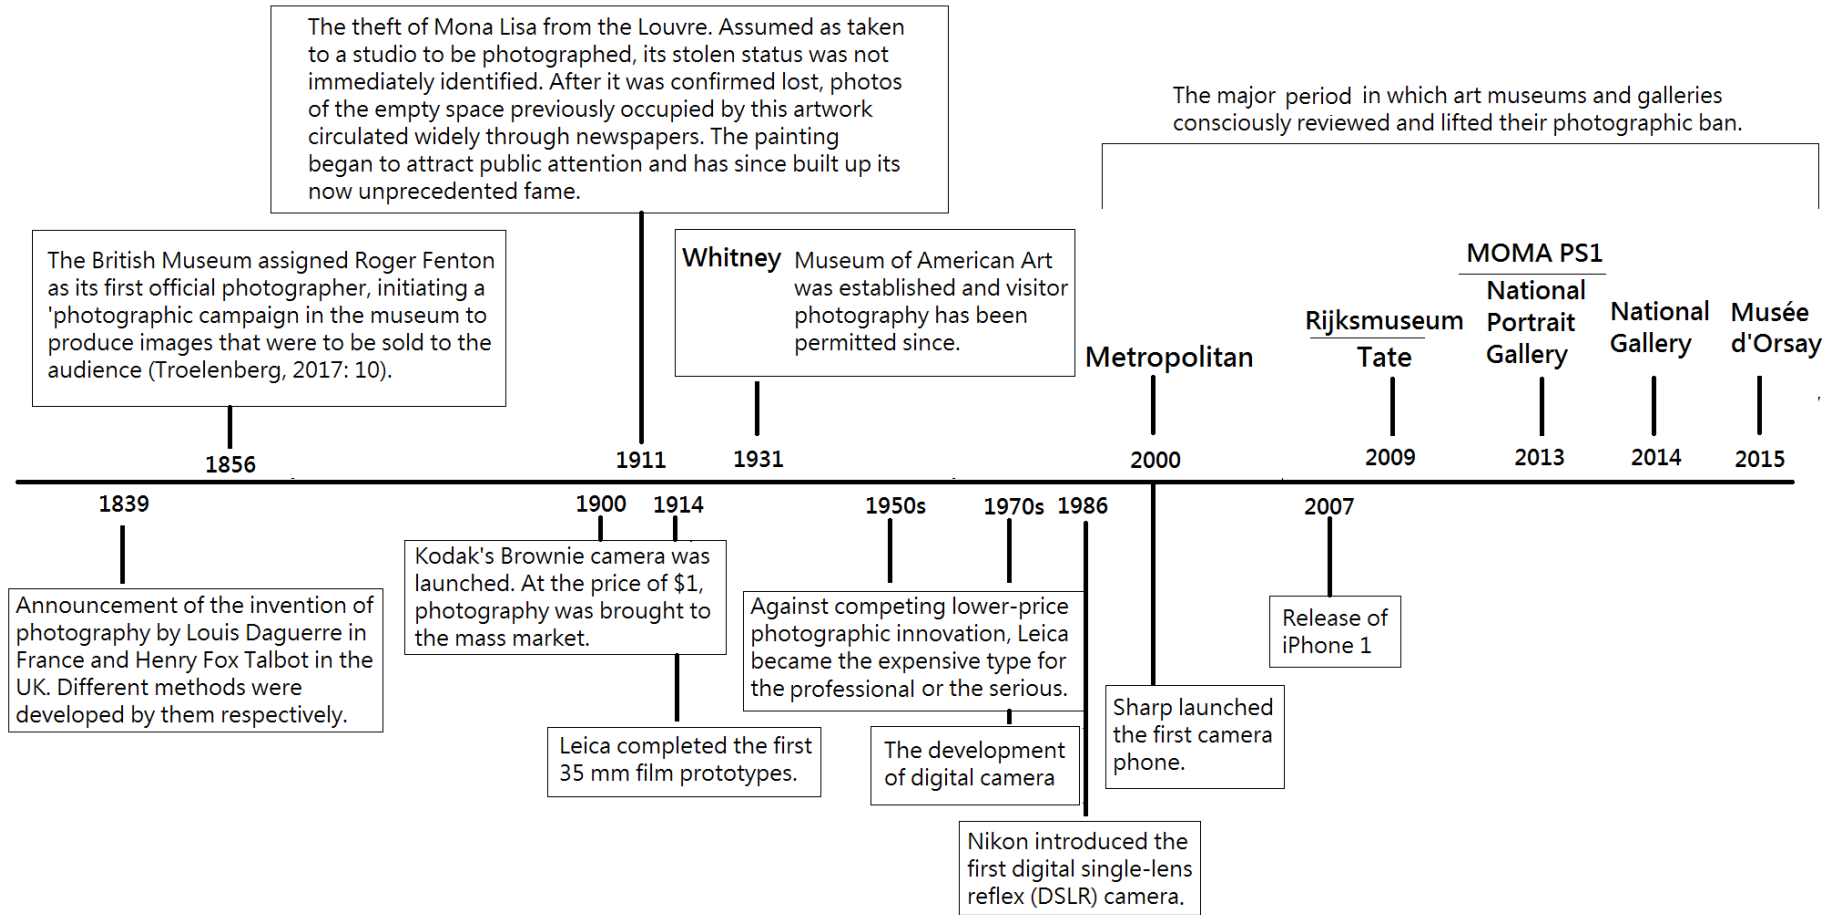 The theft of Mona Lisa from the Louvre. Assumed as taken
to a studio to be photographed, its stolen status was not
immediately identified. After it was confirmed lost, photos
of the empty space previously occupied by this artwork
circulated widely through newspapers. The painting
began to attract public attention and has since built up its
now unprecedented fame.
The major period in which art museums and galleries
consciously reviewed and lifted their photographic ban.
The British Museum assigned Roger Fenton
as its first official photographer, initiating a
'photographic campaign in the museum to
produce images that were to be sold to the
audience (Troelenberg, 2017: 10).
Whitney Museum of American Art
was established and visitor
photography has been
permitted since.
Metropolitan
Rijksmuseum
Tate
MOMA PS1
National
Portrait
Gallery
National
Gallery
Musée
d'Orsay
1856
1911
1931
2000
2009
2013
2014
2015
1839
1900
1914
1950s
1970s
1986
2007
Announcement of the invention of
photography by Louis Daguerre in
France and Henry Fox Talbot in the
UK. Different methods were
developed by them respectively.
Kodak's Brownie camera was
launched. At the price of $1,
photography was brought to
the mass market.
Leica completed the first
35 mm film prototypes.
Against competing lower-price
photographic innovation, Leica
became the expensive type for
the professional or the serious.
The development
of digital camera
Nikon introduced the
first digital single-lens
reflex (DSLR) camera.
Sharp launched
the first camera
phone.
Release of
iPhone 1